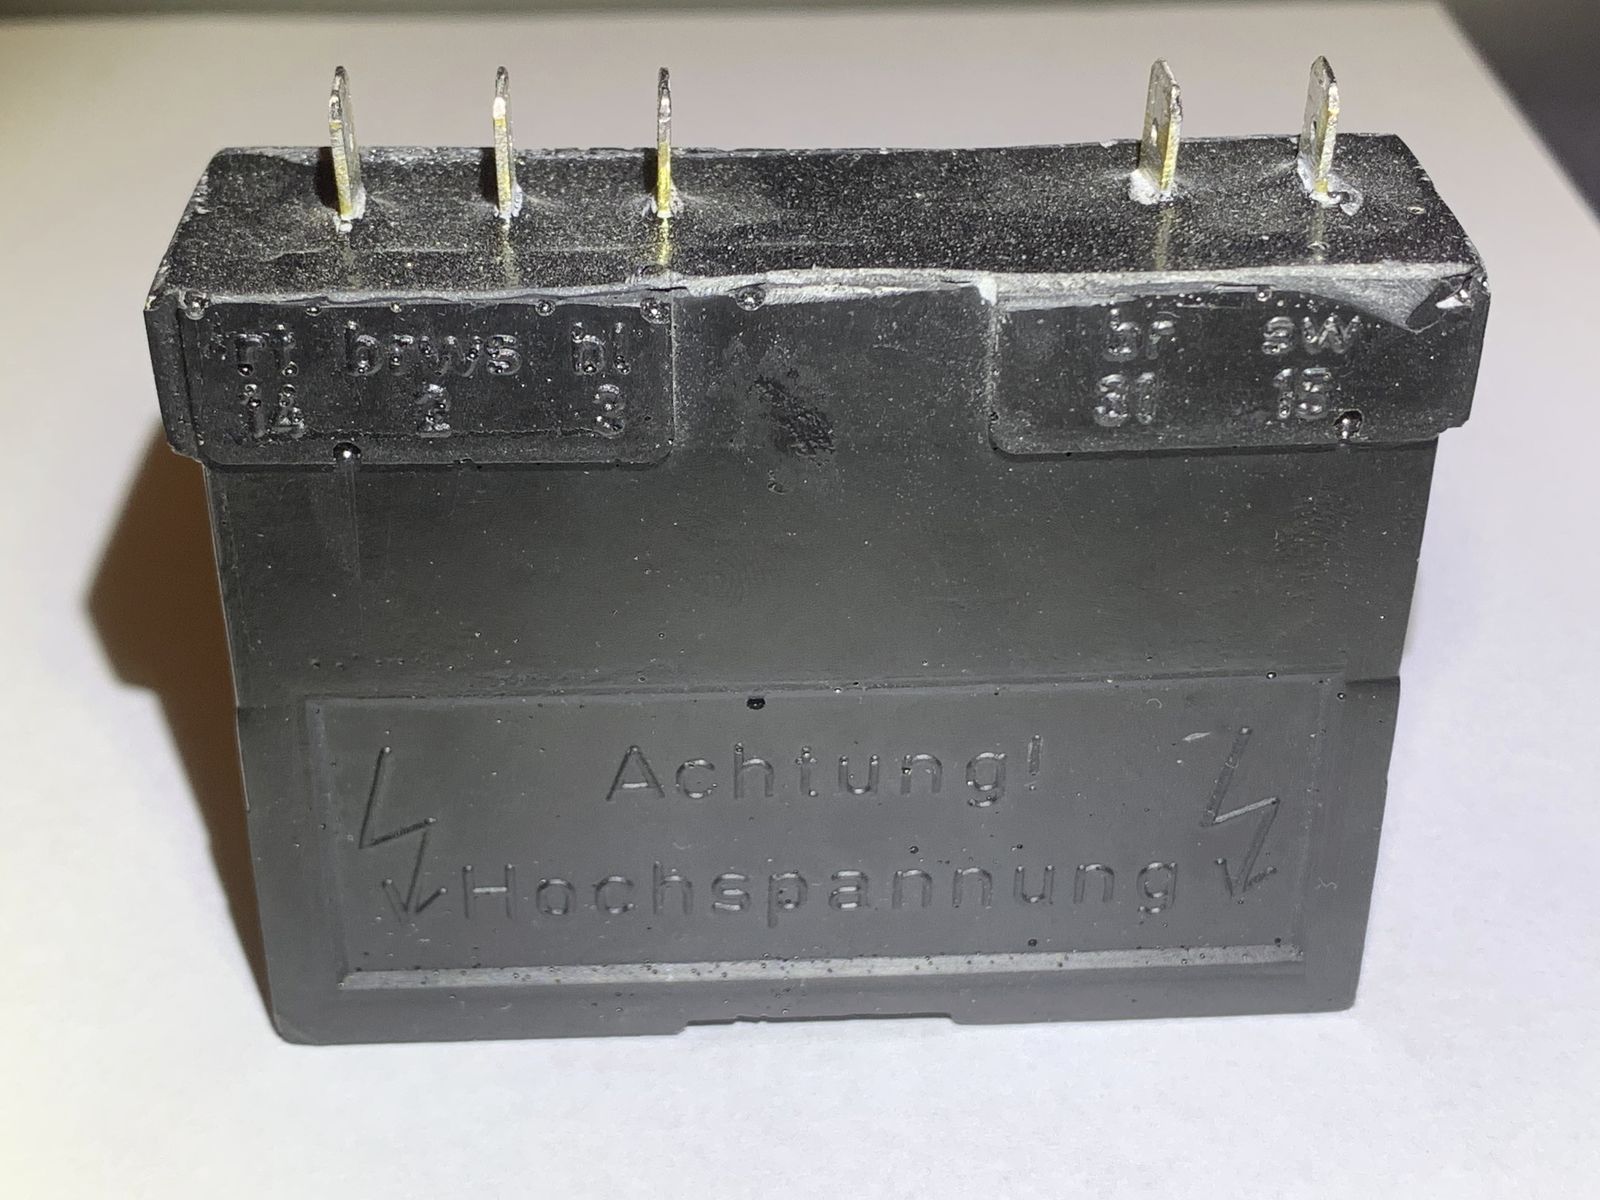 rt brws bl
14 2 3
br sw
31 15
Achtung!
Hochspannung